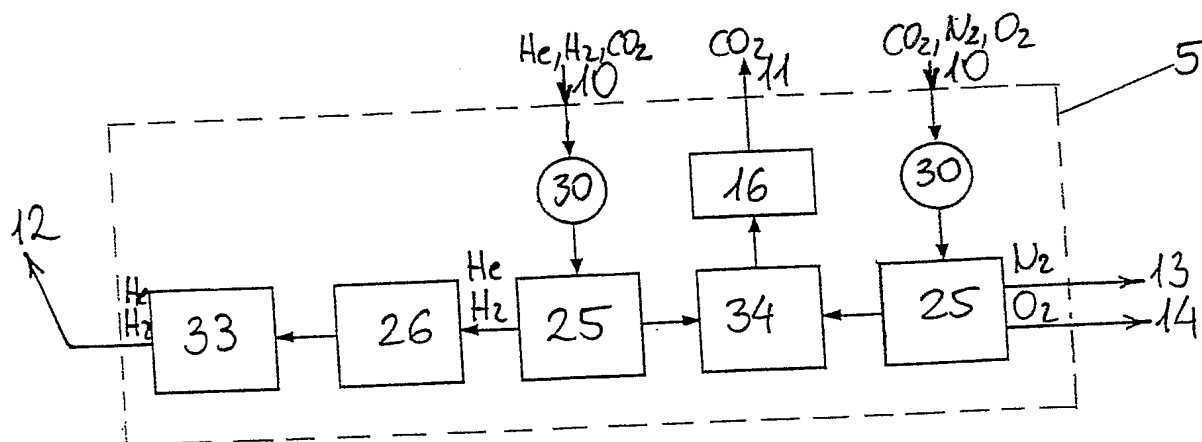 He, H₂, CO₂
10
CO₂
11
CO₂, N₂, O₂
10
5
30
16
30
12
He
H₂
33
26
He
H₂
25
34
25
N₂
O₂
13
14